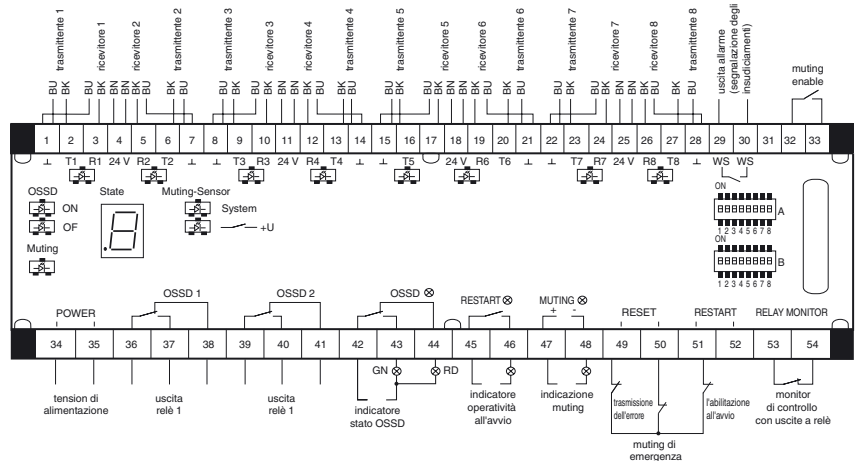 trasmittente 1
ricevitore 1
ricevitore 2
trasmittente 2
trasmittente 3
ricevitore 3
ricevitore 4
trasmittente 4
trasmittente 5
ricevitore 5
ricevitore 6
trasmittente 6
trasmittente 7
ricevitore 7
ricevitore 8
trasmittente 8
uscita allarme
(segnalazione degli
insudiciamenti)
muting
enable
BU BK BU BK BN BN BK BU BK BU
BU BK BU BK BN BN BK BU BK BU
BU BK BU BK BN BN BK BU BK BU
BU BK BU BK BN BN BK BU BK BU
1 2 3 4 5 6 7 8 9 10 11 12 13 14 15 16 17 18 19 20 21 22 23 24 25 26 27 28 29 30 31 32 33
⊥ T1 R1 24 V R2 T2 ⊥ ⊥ T3 R3 24 V R4 T4 ⊥ ⊥ T5 24 V R6 T6 ⊥ ⊥ T7 R7 24 V R8 T8 ⊥ WS WS
OSSD
ON
OF
Muting
State
8
Muting-Sensor
System
+U
ON
A
1 2 3 4 5 6 7 8
ON
B
1 2 3 4 5 6 7 8
POWER
OSSD 1
OSSD 2
OSSD ⊗
RESTART ⊗
MUTING ⊗
+ -
RESET
RESTART
RELAY MONITOR
34 35 36 37 38 39 40 41 42 43 44 45 46 47 48 49 50 51 52 53 54
GN RD
tension di
alimentazione
uscita
relè 1
uscita
relè 1
indicatore
stato OSSD
indicatore
operatività
all'avvio
indicazione
muting
trasmissione
dell'errore
l'abilitazione
all'avvio
muting di
emergenza
monitor
di controllo
con uscite a relè